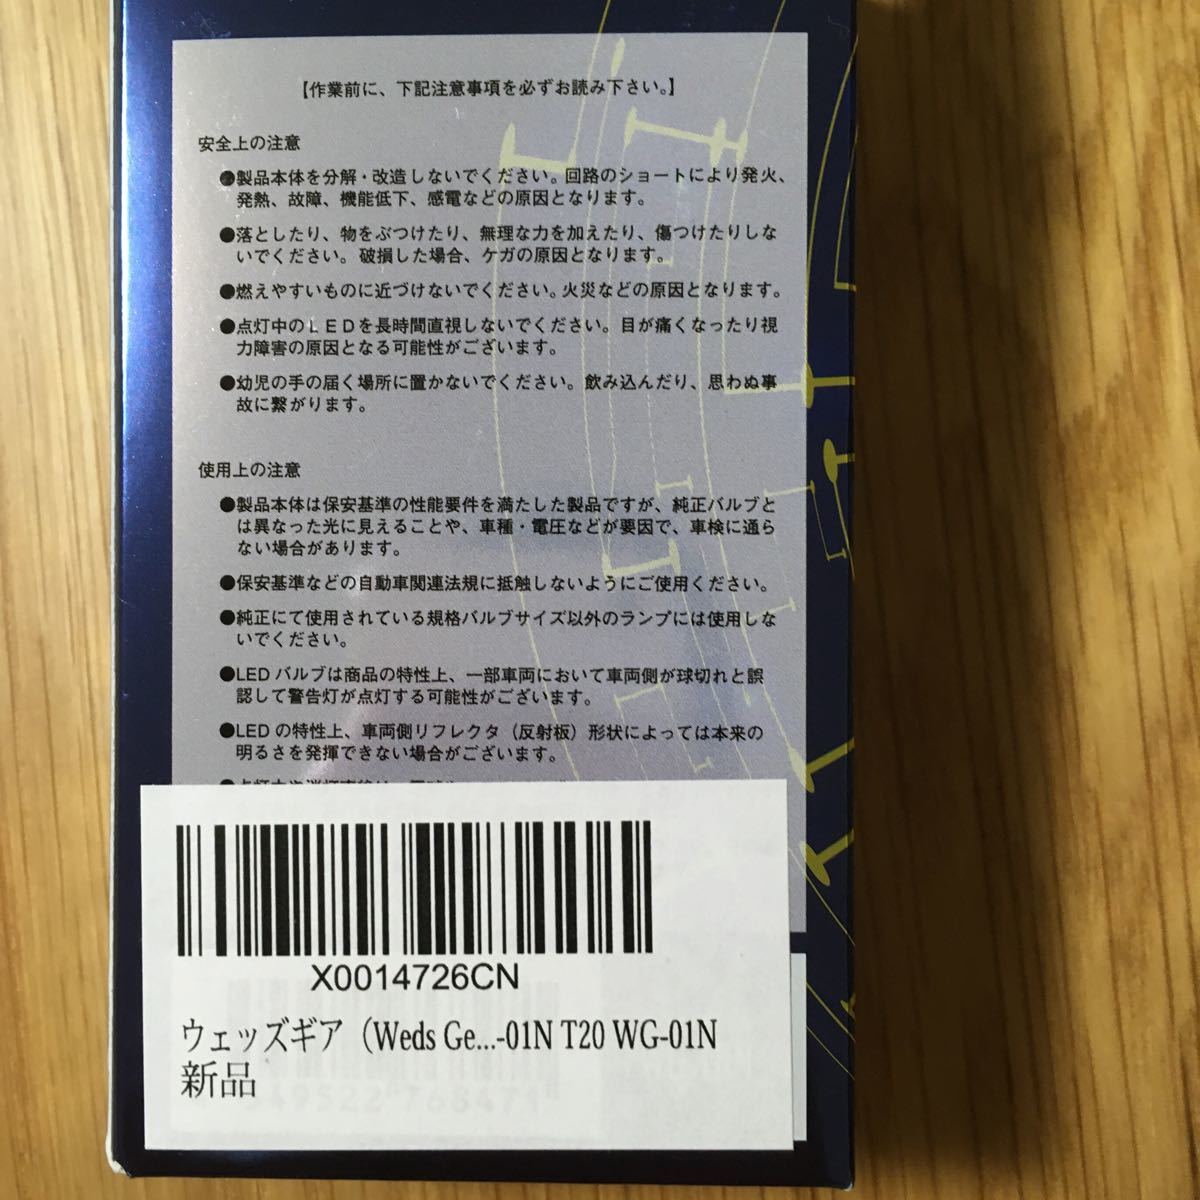 【作業前に、下記注意事項を必ずお読み下さい。】
安全上の注意
●製品本体を分解・改造しないでください。回路のショートにより発火、
発熱、故障、機能低下、感電などの原因となります。
●落としたり、物をぶつけたり、無理な力を加えたり、傷つけたりしな
いでください。破損した場合、ケガの原因となります。
●燃えやすいものに近づけないでください。火災などの原因となります。
●点灯中のLEDを長時間直視しないでください。目が痛くなったり視
力障害の原因となる可能性がございます。
●幼児の手の届く場所に置かないでください。飲み込んだり、思わぬ事
故に繋がります。
使用上の注意
●製品本体は保安基準の性能要件を満たした製品ですが、純正バルブと
は異なった光に見えることや、車種・電圧などが要因で、車検に通ら
ない場合があります。
●保安基準などの自動車関連法規に抵触しないようにご使用ください。
●純正にて使用されている規格バルブサイズ以外のランプには使用しな
いでください。
●LEDバルブは商品の特性上、一部車両において車両側が球切れと誤
認して警告灯が点灯する可能性がございます。
●LEDの特性上、車両側リフレクタ（反射板）形状によっては本来の
明るさを発揮できない場合がございます。
X0014726CN
ウェッズギア（Weds Ge...-01N T20 WG-01N
新品